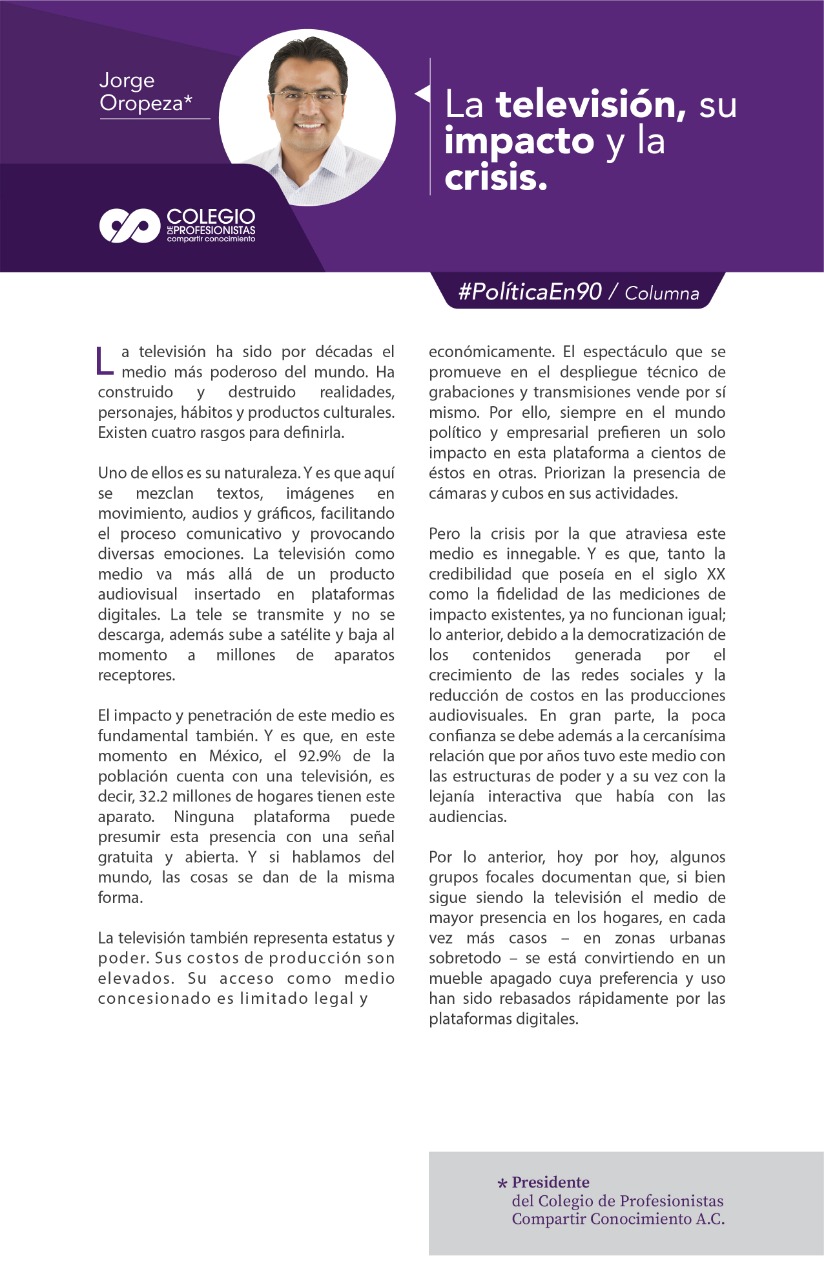 Jorge
Oropeza*
La televisión, su
impacto y la
crisis.
COLEGIO
DE PROFESIONISTAS
compartir conocimiento
#PolíticaEn90 / Columna
La televisión ha sido por décadas el
medio más poderoso del mundo. Ha
construido y destruido realidades,
personajes, hábitos y productos culturales.
Existen cuatro rasgos para definirla.
Uno de ellos es su naturaleza. Y es que aquí
se mezclan textos, imágenes en
movimiento, audios y gráficos, facilitando
el proceso comunicativo y provocando
diversas emociones. La televisión como
medio va más allá de un producto
audiovisual insertado en plataformas
digitales. La tele se transmite y no se
descarga, además sube a satélite y baja al
momento a millones de aparatos
receptores.
El impacto y penetración de este medio es
fundamental también. Y es que, en este
momento en México, el 92.9% de la
población cuenta con una televisión, es
decir, 32.2 millones de hogares tienen este
aparato. Ninguna plataforma puede
presumir esta presencia con una señal
gratuita y abierta. Y si hablamos del
mundo, las cosas se dan de la misma
forma.
La televisión también representa estatus y
poder. Sus costos de producción son
elevados. Su acceso como medio
concesionado es limitado legal y
económicamente. El espectáculo que se
promueve en el despliegue técnico de
grabaciones y transmisiones vende por sí
mismo. Por ello, siempre en el mundo
político y empresarial prefieren un solo
impacto en esta plataforma a cientos de
éstos en otras. Priorizan la presencia de
cámaras y cubos en sus actividades.
Pero la crisis por la que atraviesa este
medio es innegable. Y es que, tanto la
credibilidad que poseía en el siglo XX
como la fidelidad de las mediciones de
impacto existentes, ya no funcionan igual;
lo anterior, debido a la democratización de
los contenidos generada por el
crecimiento de las redes sociales y la
reducción de costos en las producciones
audiovisuales. En gran parte, la poca
confianza se debe además a la cercanísima
relación que por años tuvo este medio con
las estructuras de poder y a su vez con la
lejanía interactiva que había con las
audiencias.
Por lo anterior, hoy por hoy, algunos
grupos focales documentan que, si bien
sigue siendo la televisión el medio de
mayor presencia en los hogares, en cada
vez más casos – en zonas urbanas
sobretodo – se está convirtiendo en un
mueble apagado cuya preferencia y uso
han sido rebasados rápidamente por las
plataformas digitales.
* Presidente
del Colegio de Profesionistas
Compartir Conocimiento A.C.